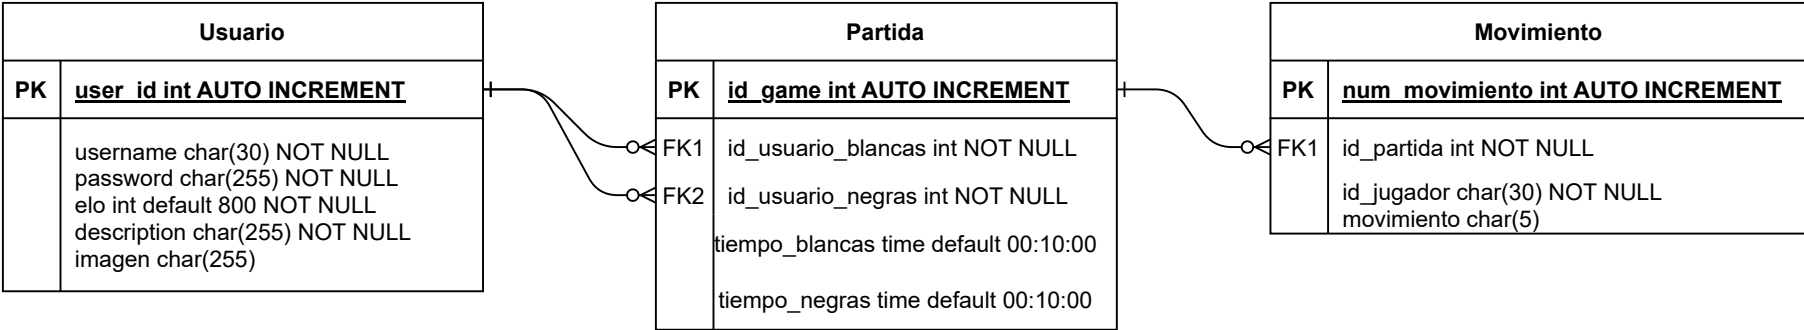 Usuario
PK user_id int AUTO INCREMENT
username char(30) NOT NULL
password char(255) NOT NULL
elo int default 800 NOT NULL
description char(255) NOT NULL
imagen char(255)
Partida
PK id_game int AUTO INCREMENT
FK1 id_usuario_blancas int NOT NULL
FK2 id_usuario_negras int NOT NULL
tiempo_blancas time default 00:10:00
tiempo_negras time default 00:10:00
Movimiento
PK num_movimiento int AUTO INCREMENT
FK1 id_partida int NOT NULL
id_jugador char(30) NOT NULL
movimiento char(5)